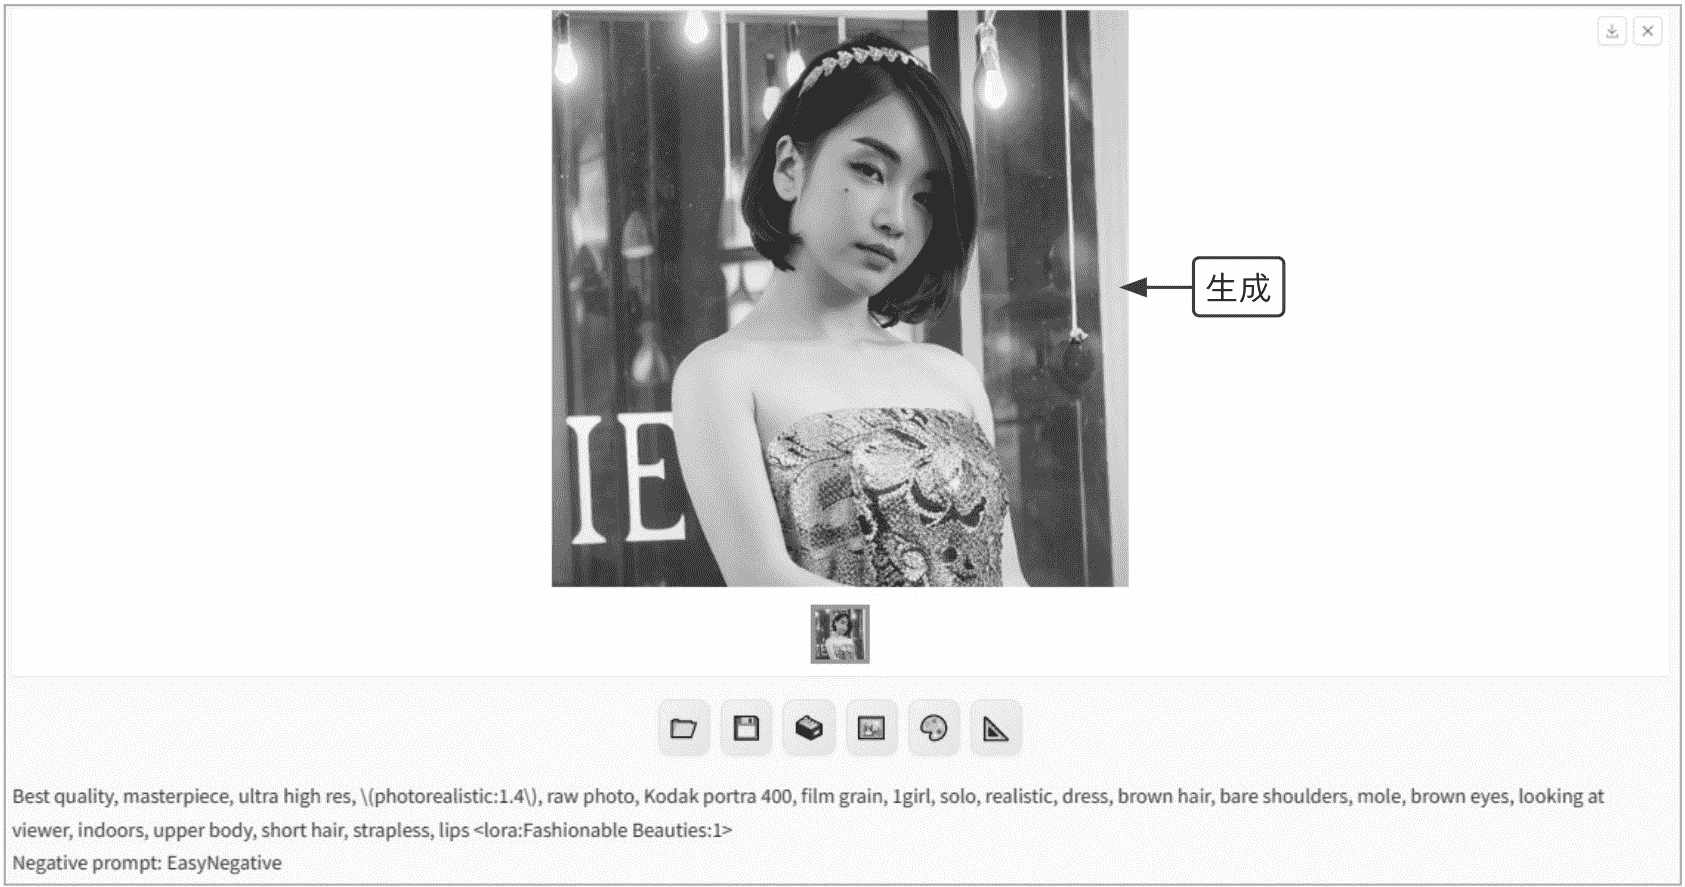 IE
生成
Best quality, masterpiece, ultra high res, \(photorealistic:1.4\), raw photo, Kodak portra 400, film grain, 1girl, solo, realistic, dress, brown hair, bare shoulders, mole, brown eyes, looking at
viewer, indoors, upper body, short hair, strapless, lips <lora:Fashionable Beauties:1>
Negative prompt: EasyNegative